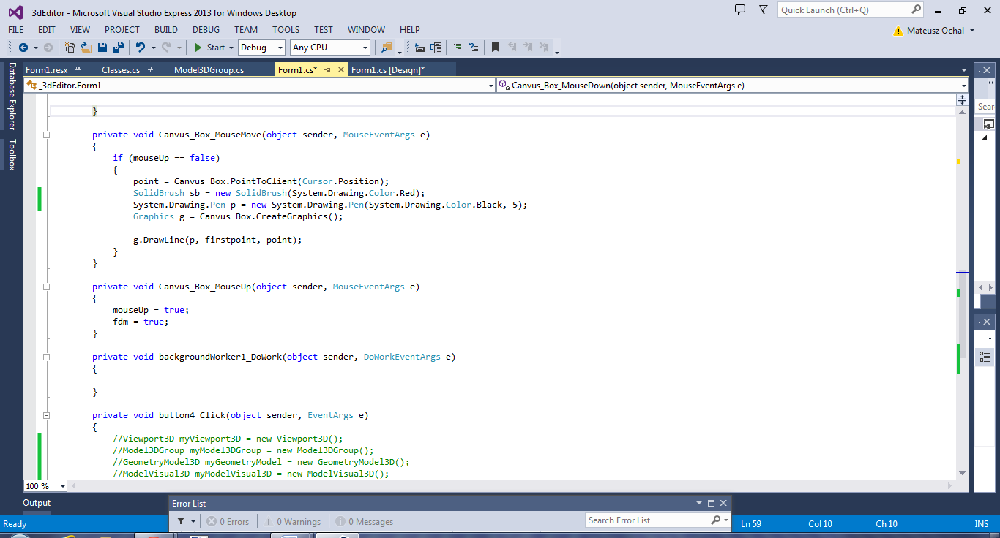 3dEditor - Microsoft Visual Studio Express 2013 for Windows Desktop
Quick Launch (Ctrl+Q)
FILE EDIT VIEW PROJECT BUILD DEBUG TEAM TOOLS TEST WINDOW HELP
Mateusz Ochal
Start Debug Any CPU
Form1.resx Classes.cs Model3DGroup.cs Form1.cs* Form1.cs [Design]*
Database Explorer
Toolbox
_3dEditor.Form1
Canvus_Box_MouseDown(object sender, MouseEventArgs e)
Sear
}
private void Canvus_Box_MouseMove(object sender, MouseEventArgs e)
{
if (mouseUp == false)
{
point = Canvus_Box.PointToClient(Cursor.Position);
SolidBrush sb = new SolidBrush(System.Drawing.Color.Red);
System.Drawing.Pen p = new System.Drawing.Pen(System.Drawing.Color.Black, 5);
Graphics g = Canvus_Box.CreateGraphics();
g.DrawLine(p, firstpoint, point);
}
}
private void Canvus_Box_MouseUp(object sender, MouseEventArgs e)
{
mouseUp = true;
fdm = true;
}
private void backgroundWorker1_DoWork(object sender, DoWorkEventArgs e)
{
}
private void button4_Click(object sender, EventArgs e)
{
//Viewport3D myViewport3D = new Viewport3D();
//Model3DGroup myModel3DGroup = new Model3DGroup();
//GeometryModel3D myGeometryModel = new GeometryModel3D();
//ModelVisual3D myModelVisual3D = new ModelVisual3D();
100 %
Output
Error List
0 Errors 0 Warnings 0 Messages
Search Error List
Ready
Ln 59 Col 10 Ch 10 INS